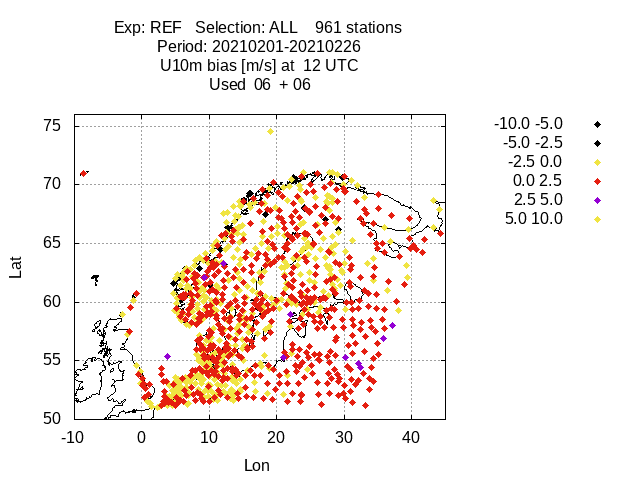 Exp: REF   Selection: ALL    961 stations
Period: 20210201-20210226
U10m bias [m/s] at  12 UTC
Used  06  + 06
-10.0 -5.0
-5.0 -2.5
-2.5 0.0
0.0 2.5
2.5 5.0
5.0 10.0
75
70
65
60
55
50
Lat
-10 0 10 20 30 40
Lon